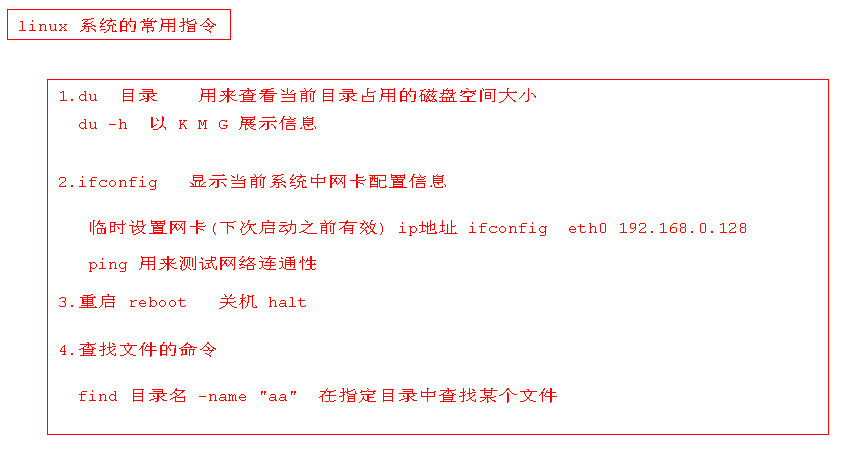 linux 系统的常用指令
1.du 目录 用来查看当前目录占用的磁盘空间大小
du -h 以 K M G 展示信息
2.ifconfig 显示当前系统中网卡配置信息
临时设置网卡(下次启动之前有效) ip地址 ifconfig eth0 192.168.0.128
ping 用来测试网络连通性
3.重启 reboot 关机 halt
4.查找文件的命令
find 目录名 -name "aa" 在指定目录中查找某个文件